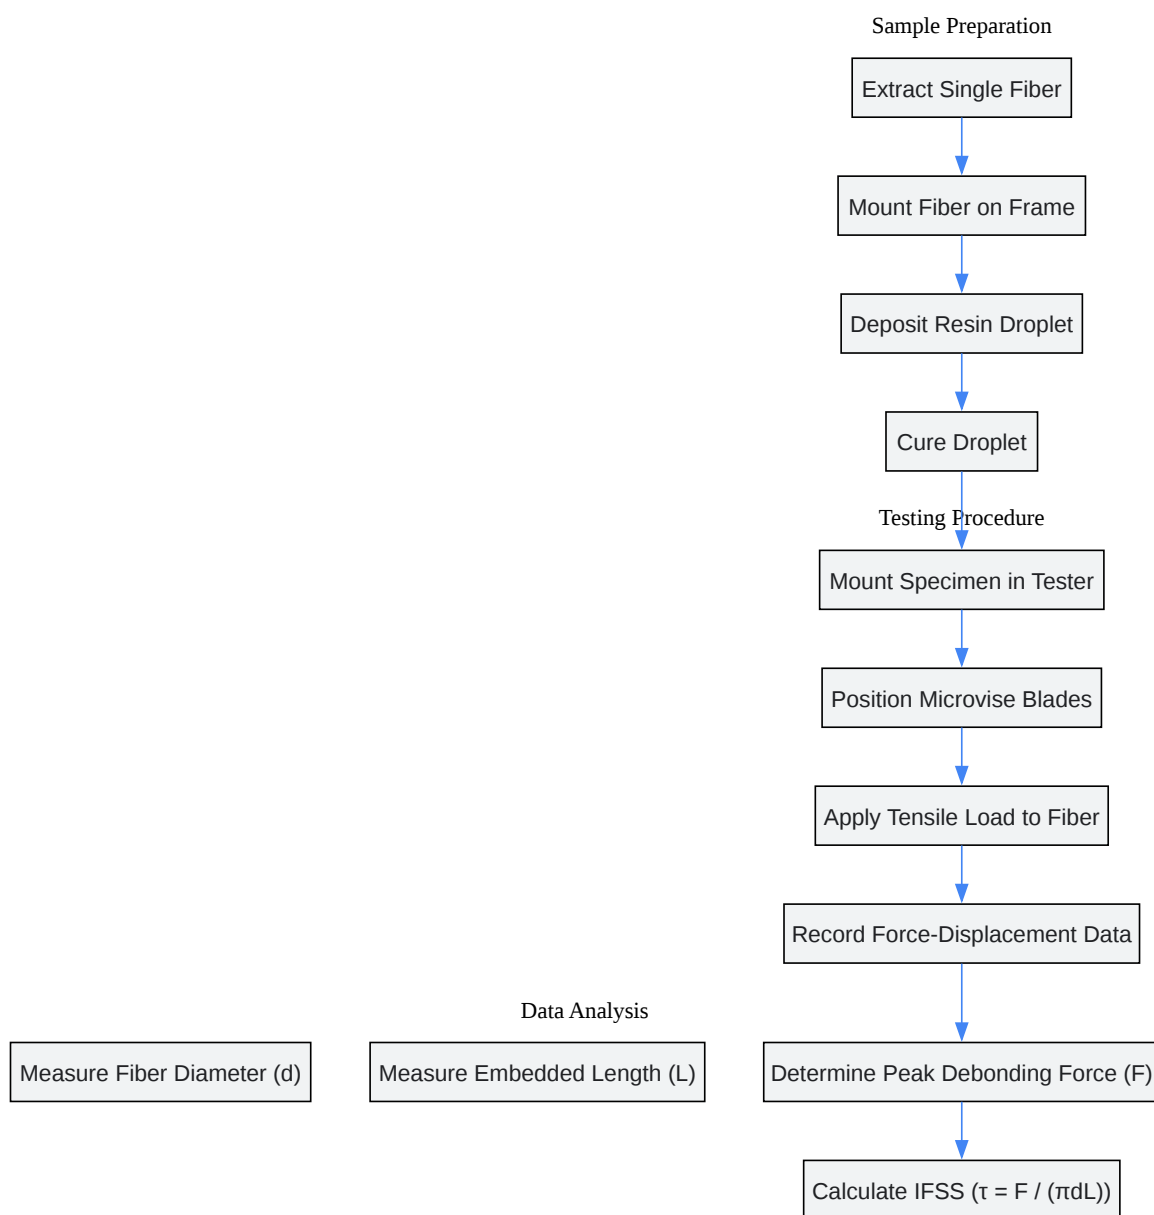 Sample Preparation
Extract Single Fiber
Mount Fiber on Frame
Deposit Resin Droplet
Cure Droplet
Testing Procedure
Mount Specimen in Tester
Position Microvise Blades
Apply Tensile Load to Fiber
Record Force-Displacement Data
Data Analysis
Measure Fiber Diameter (d)
Measure Embedded Length (L)
Determine Peak Debonding Force (F)
Calculate IFSS (τ = F / (πdL))